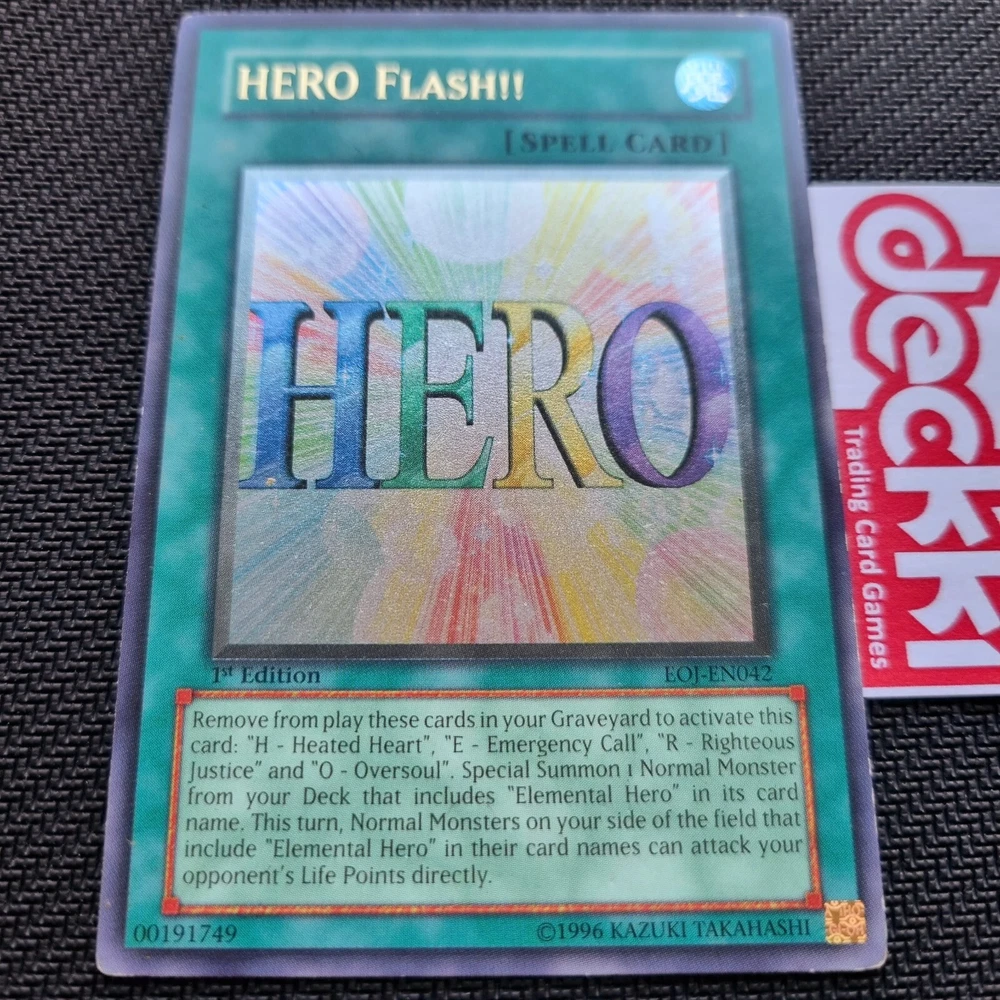 HERO FLASH!!
[SPELL CARD]
HERO
1st Edition
EOJ-EN042
Remove from play these cards in your Graveyard to activate this
card: "H - Heated Heart", "E - Emergency Call", "R - Righteous
Justice" and "O - Oversoul". Special Summon 1 Normal Monster
from your Deck that includes "Elemental Hero" in its card
name. This turn, Normal Monsters on your side of the field that
include "Elemental Hero" in their card names can attack your
opponent's Life Points directly.
00191749
©1996 KAZUKI TAKAHASHI
deckki
Trading Card Games